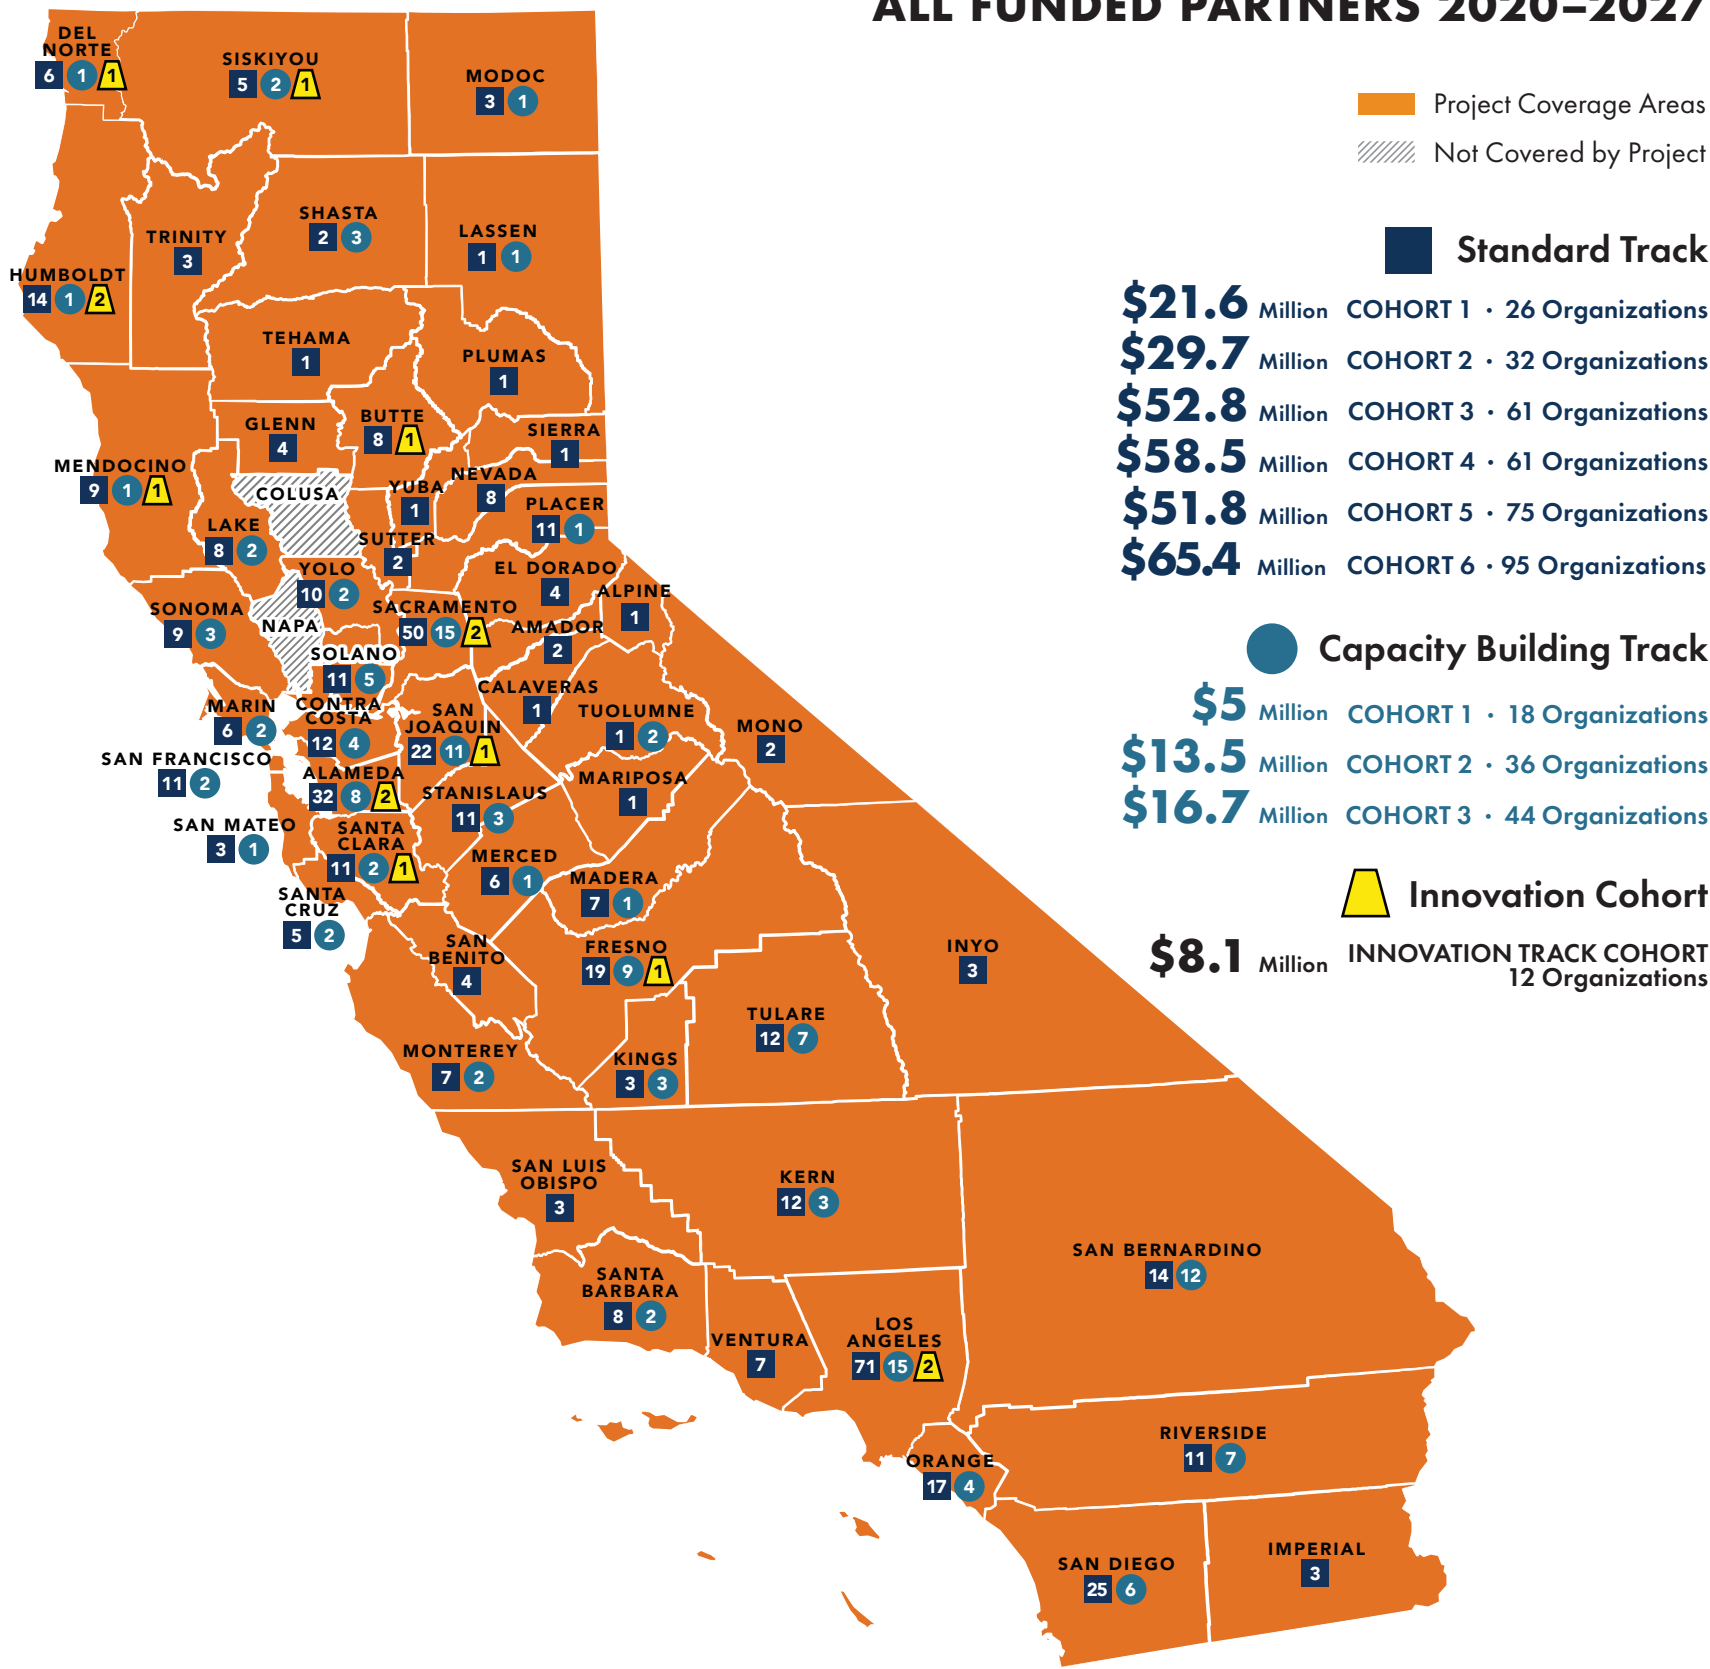 ALL FUNDED PARTNERS 2020–2027
Project Coverage Areas
Not Covered by Project
Standard Track
$21.6 Million COHORT 1 · 26 Organizations
$29.7 Million COHORT 2 · 32 Organizations
$52.8 Million COHORT 3 · 61 Organizations
$58.5 Million COHORT 4 · 61 Organizations
$51.8 Million COHORT 5 · 75 Organizations
$65.4 Million COHORT 6 · 95 Organizations
Capacity Building Track
$5 Million COHORT 1 · 18 Organizations
$13.5 Million COHORT 2 · 36 Organizations
$16.7 Million COHORT 3 · 44 Organizations
Innovation Cohort
$8.1 Million INNOVATION TRACK COHORT
12 Organizations
DEL
NORTE
6 1 1
SISKIYOU
5 2 1
MODOC
3 1
SHASTA
2 3
LASSEN
1 1
TRINITY
3
HUMBOLDT
14 1 2
TEHAMA
1
PLUMAS
1
GLENN
4
BUTTE
8 1
SIERRA
1
MENDOCINO
9 1 1
COLUSA
YUBA
1
NEVADA
8
PLACER
11 1
LAKE
8 2
SUTTER
2
YOLO
10 2
EL DORADO
4
ALPINE
1
SONOMA
9 3
NAPA
SACRAMENTO
50 15 2
AMADOR
2
SOLANO
11 5
CALAVERAS
1
MARIN
6 2
CONTRA
COSTA
12 4
SAN
JOAQUIN
22 11 1
TUOLUMNE
1 2
MONO
2
SAN FRANCISCO
11 2
ALAMEDA
32 8 2
STANISLAUS
11 3
MARIPOSA
1
SAN MATEO
3 1
SANTA
CLARA
11 2 1
MERCED
6 1
MADERA
7 1
SANTA
CRUZ
5 2
SAN
BENITO
4
FRESNO
19 9 1
INYO
3
TULARE
12 7
MONTEREY
7 2
KINGS
3 3
SAN LUIS
OBISPO
3
KERN
12 3
SAN BERNARDINO
14 12
SANTA
BARBARA
8 2
VENTURA
7
LOS
ANGELES
71 15 2
RIVERSIDE
11 7
ORANGE
17 4
SAN DIEGO
25 6
IMPERIAL
3